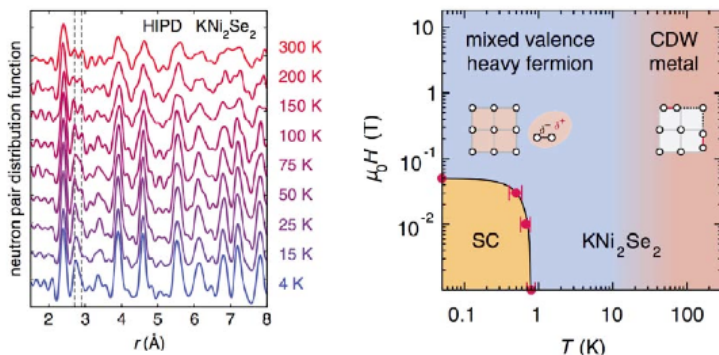 neutron pair distribution function
HIPD KNi₂Se₂
300 K
200 K
150 K
100 K
75 K
50 K
25 K
15 K
4 K
2 3 4 5 6 7 8
r (Å)
μ₀H (T)
10²
10¹
1
10⁻¹
10⁻²
mixed valence
heavy fermion
CDW
metal
δ⁻ δ⁺
SC
KNi₂Se₂
0.1 1 10 100
T (K)